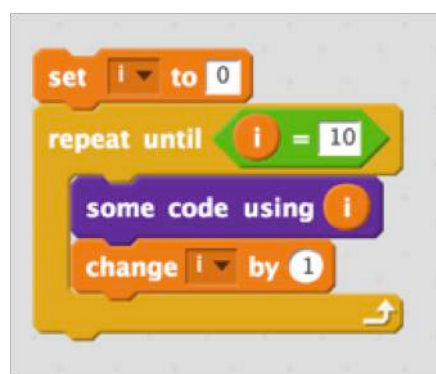 set i to 0
repeat until i = 10
some code using i
change i by 1